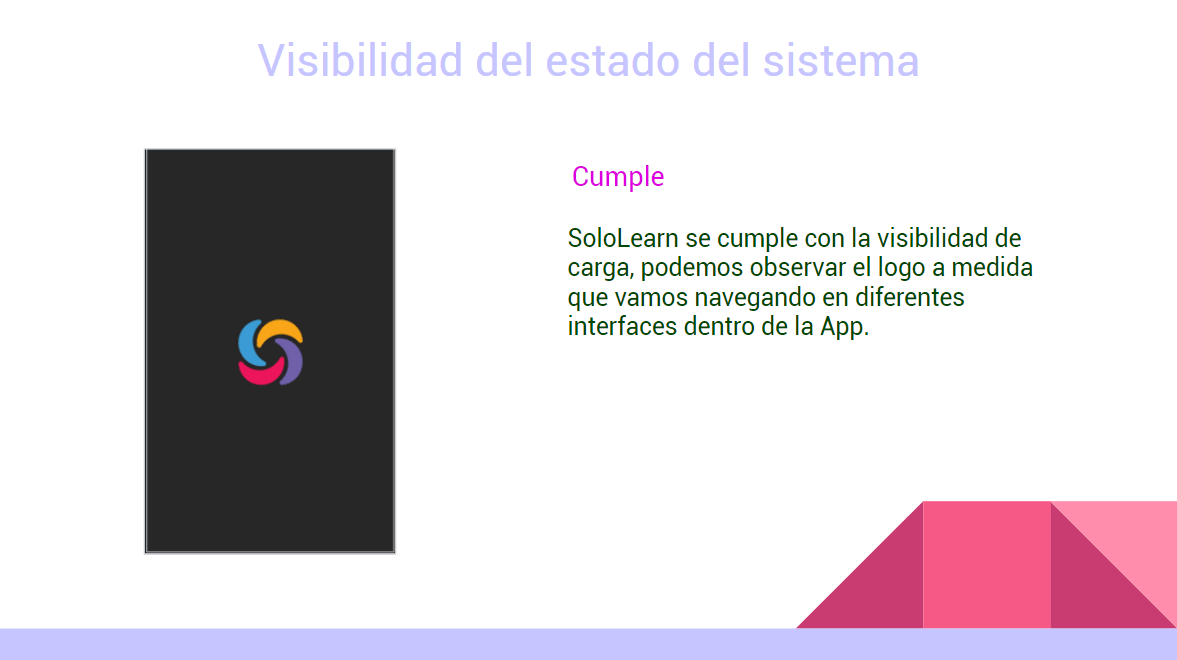 Visibilidad del estado del sistema
Cumple
SoloLearn se cumple con la visibilidad de
carga, podemos observar el logo a medida
que vamos navegando en diferentes
interfaces dentro de la App.